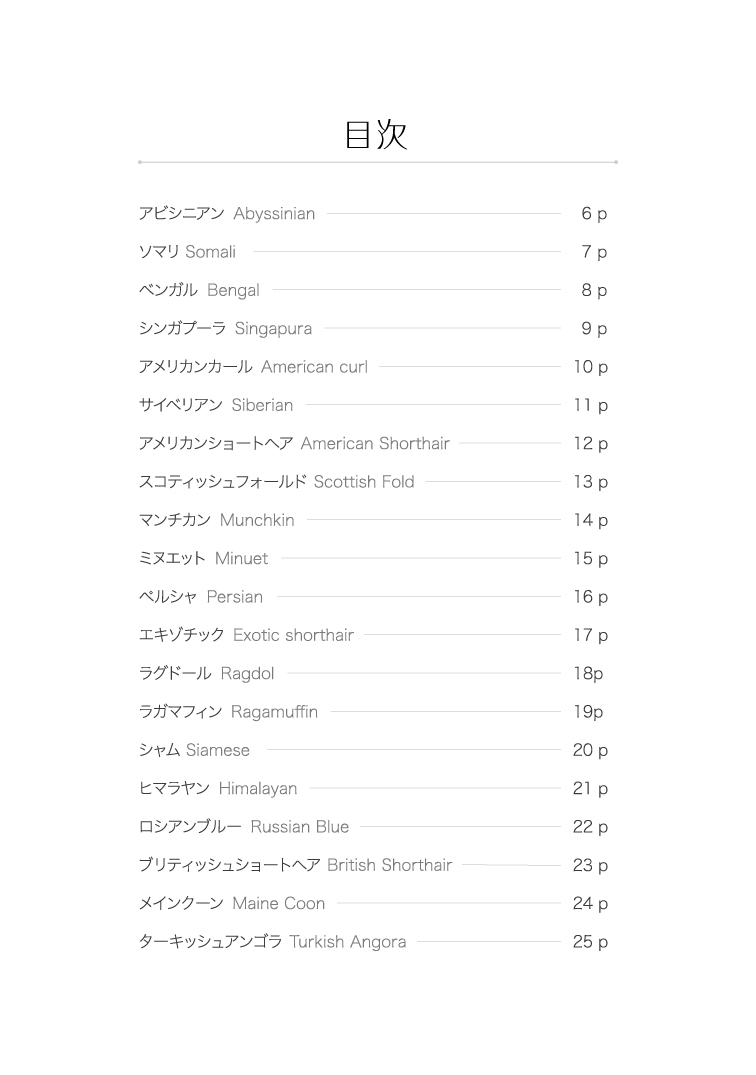 目次
アビシニアン Abyssinian 6 p
ソマリ Somali 7 p
ベンガル Bengal 8 p
シンガプーラ Singapura 9 p
アメリカンカール American curl 10 p
サイベリアン Siberian 11 p
アメリカンショートヘア American Shorthair 12 p
スコティッシュフォールド Scottish Fold 13 p
マンチカン Munchkin 14 p
ミヌエット Minuet 15 p
ペルシャ Persian 16 p
エキゾチック Exotic shorthair 17 p
ラグドール Ragdol 18p
ラガマフィン Ragamuffin 19p
シャム Siamese 20 p
ヒマラヤン Himalayan 21 p
ロシアンブルー Russian Blue 22 p
ブリティッシュショートヘア British Shorthair 23 p
メインクーン Maine Coon 24 p
ターキッシュアンゴラ Turkish Angora 25 p